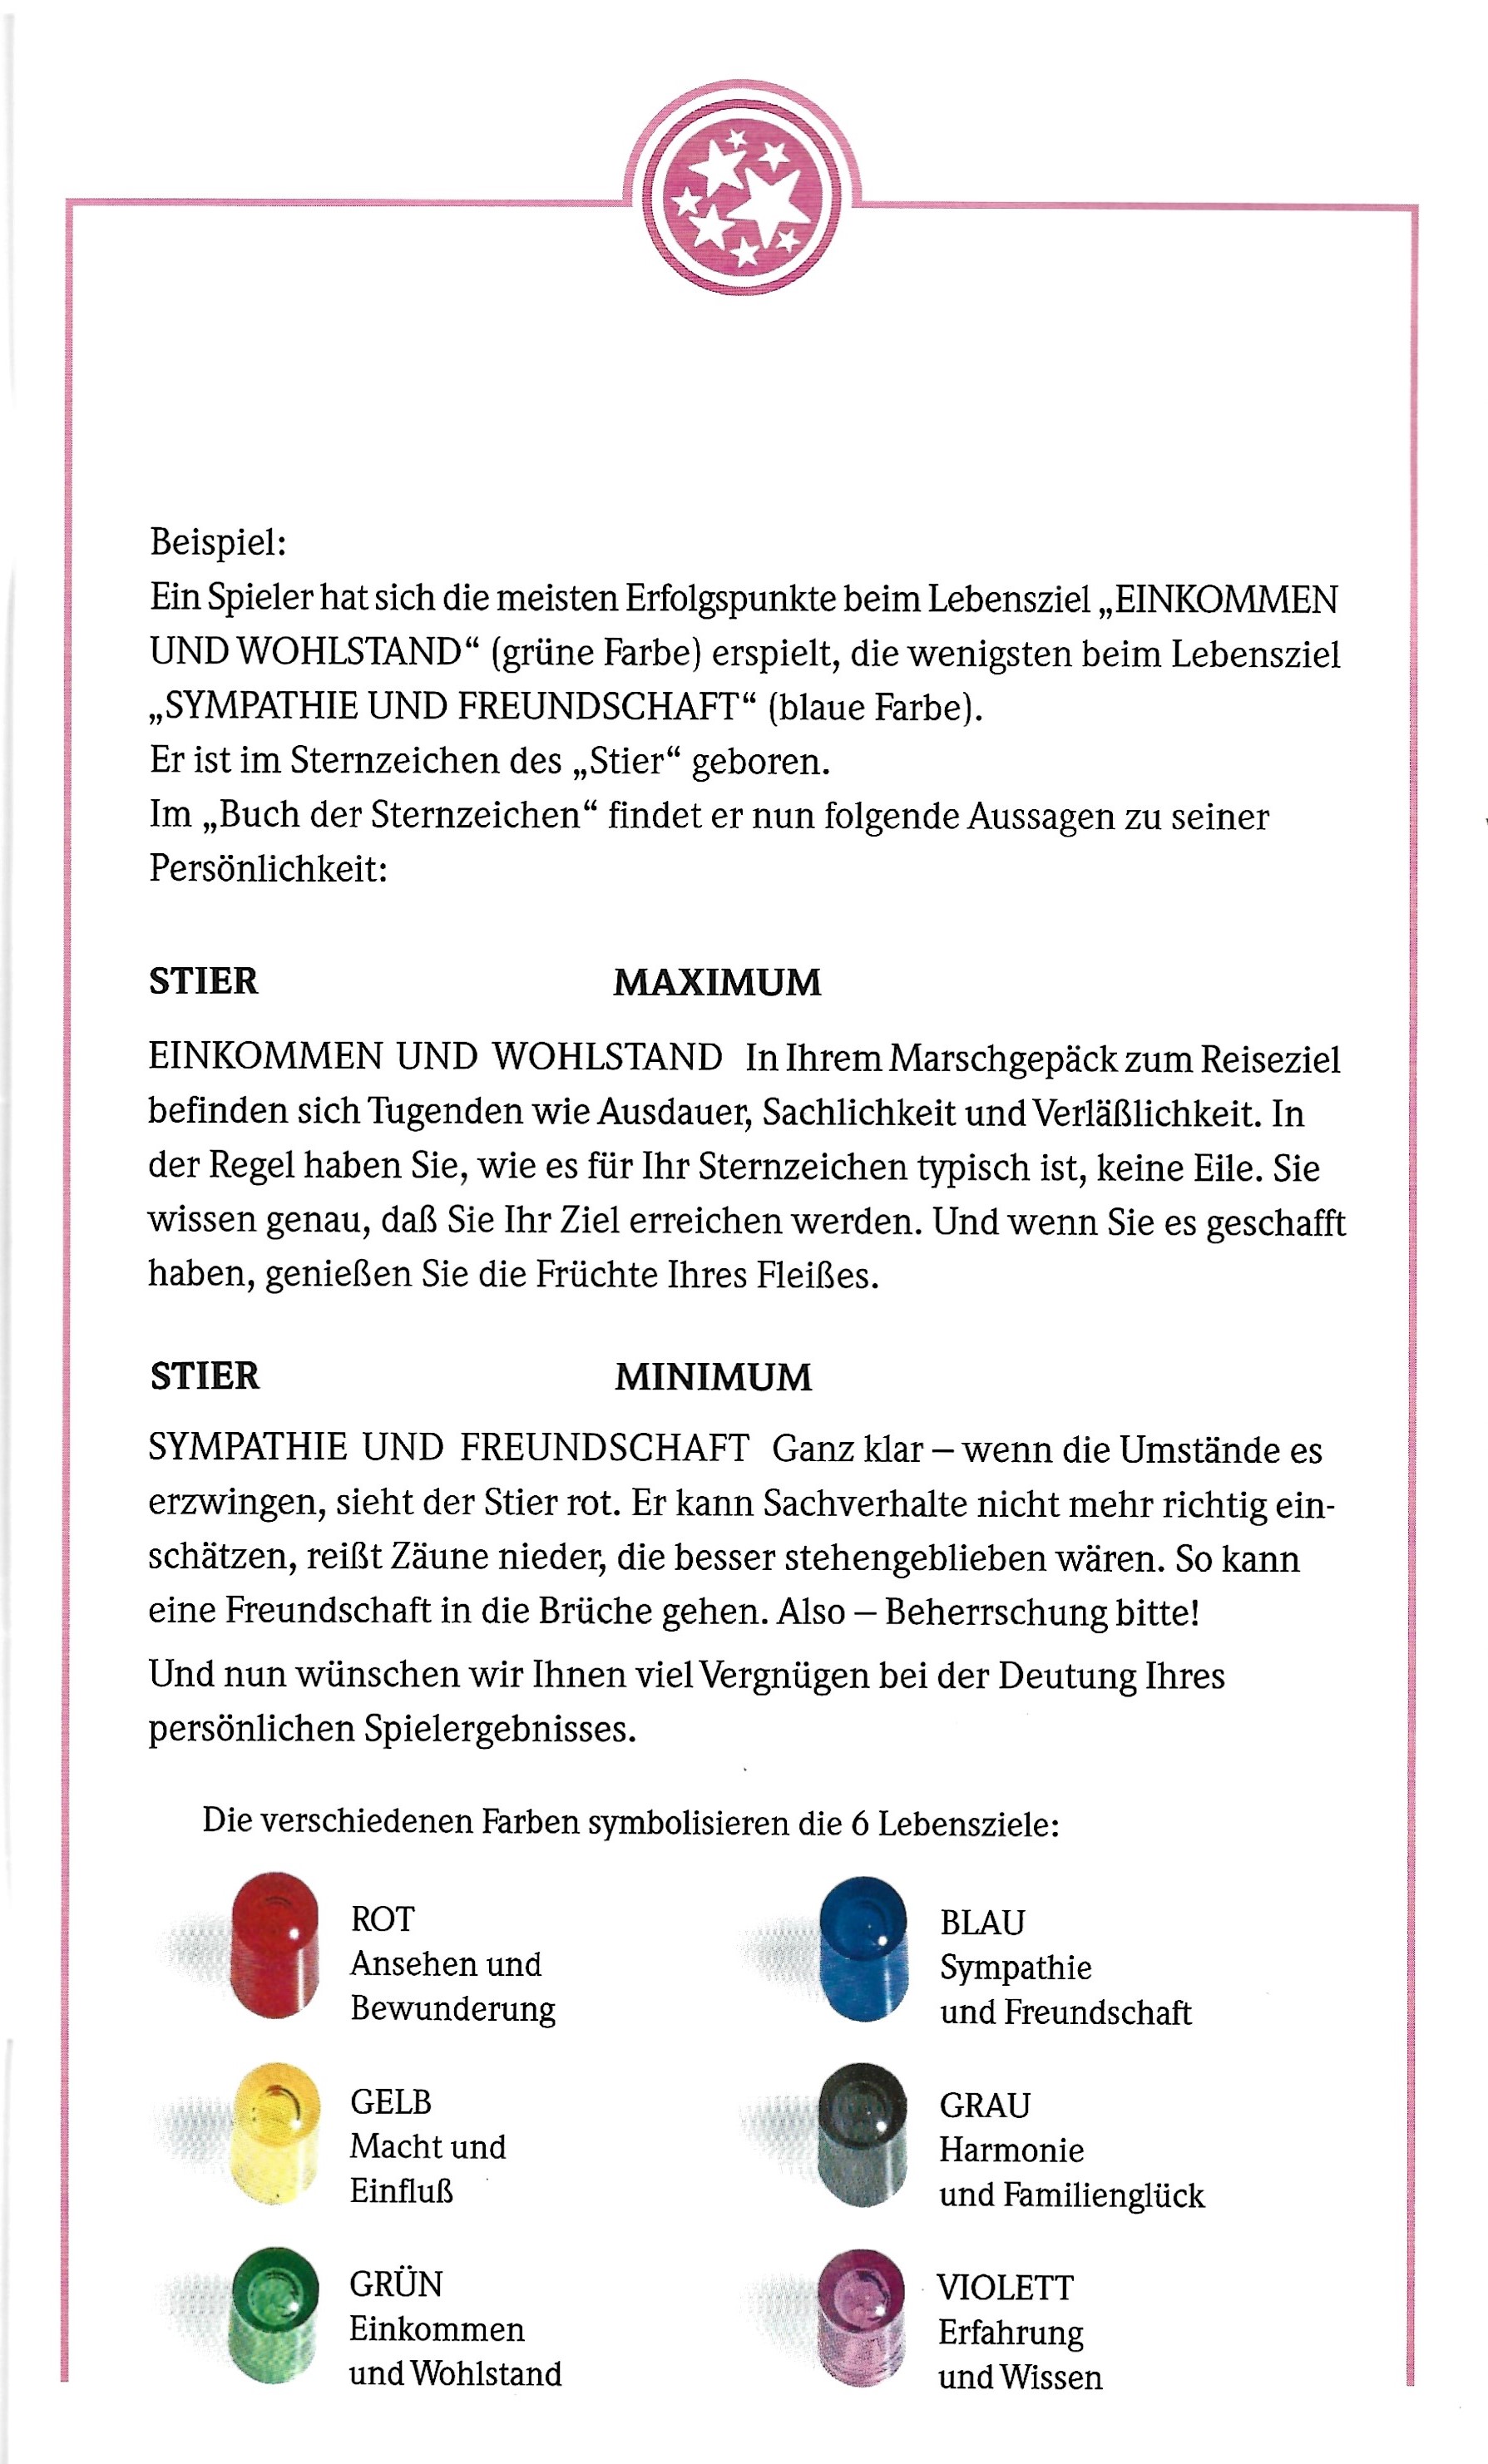 Beispiel:
Ein Spieler hat sich die meisten Erfolgspunkte beim Lebensziel „EINKOMMEN
UND WOHLSTAND“ (grüne Farbe) erspielt, die wenigsten beim Lebensziel
„SYMPATHIE UND FREUNDSCHAFT“ (blaue Farbe).
Er ist im Sternzeichen des „Stier“ geboren.
Im „Buch der Sternzeichen“ findet er nun folgende Aussagen zu seiner
Persönlichkeit:
STIER MAXIMUM
EINKOMMEN UND WOHLSTAND In Ihrem Marschgepäck zum Reiseziel
befinden sich Tugenden wie Ausdauer, Sachlichkeit und Verläßlichkeit. In
der Regel haben Sie, wie es für Ihr Sternzeichen typisch ist, keine Eile. Sie
wissen genau, daß Sie Ihr Ziel erreichen werden. Und wenn Sie es geschafft
haben, genießen Sie die Früchte Ihres Fleißes.
STIER MINIMUM
SYMPATHIE UND FREUNDSCHAFT Ganz klar – wenn die Umstände es
erzwingen, sieht der Stier rot. Er kann Sachverhalte nicht mehr richtig ein-
schätzen, reißt Zäune nieder, die besser stehengeblieben wären. So kann
eine Freundschaft in die Brüche gehen. Also – Beherrschung bitte!
Und nun wünschen wir Ihnen viel Vergnügen bei der Deutung Ihres
persönlichen Spielergebnisses.
Die verschiedenen Farben symbolisieren die 6 Lebensziele:
ROT
Ansehen und
Bewunderung
BLAU
Sympathie
und Freundschaft
GELB
Macht und
Einfluß
GRAU
Harmonie
und Familienglück
GRÜN
Einkommen
und Wohlstand
VIOLETT
Erfahrung
und Wissen